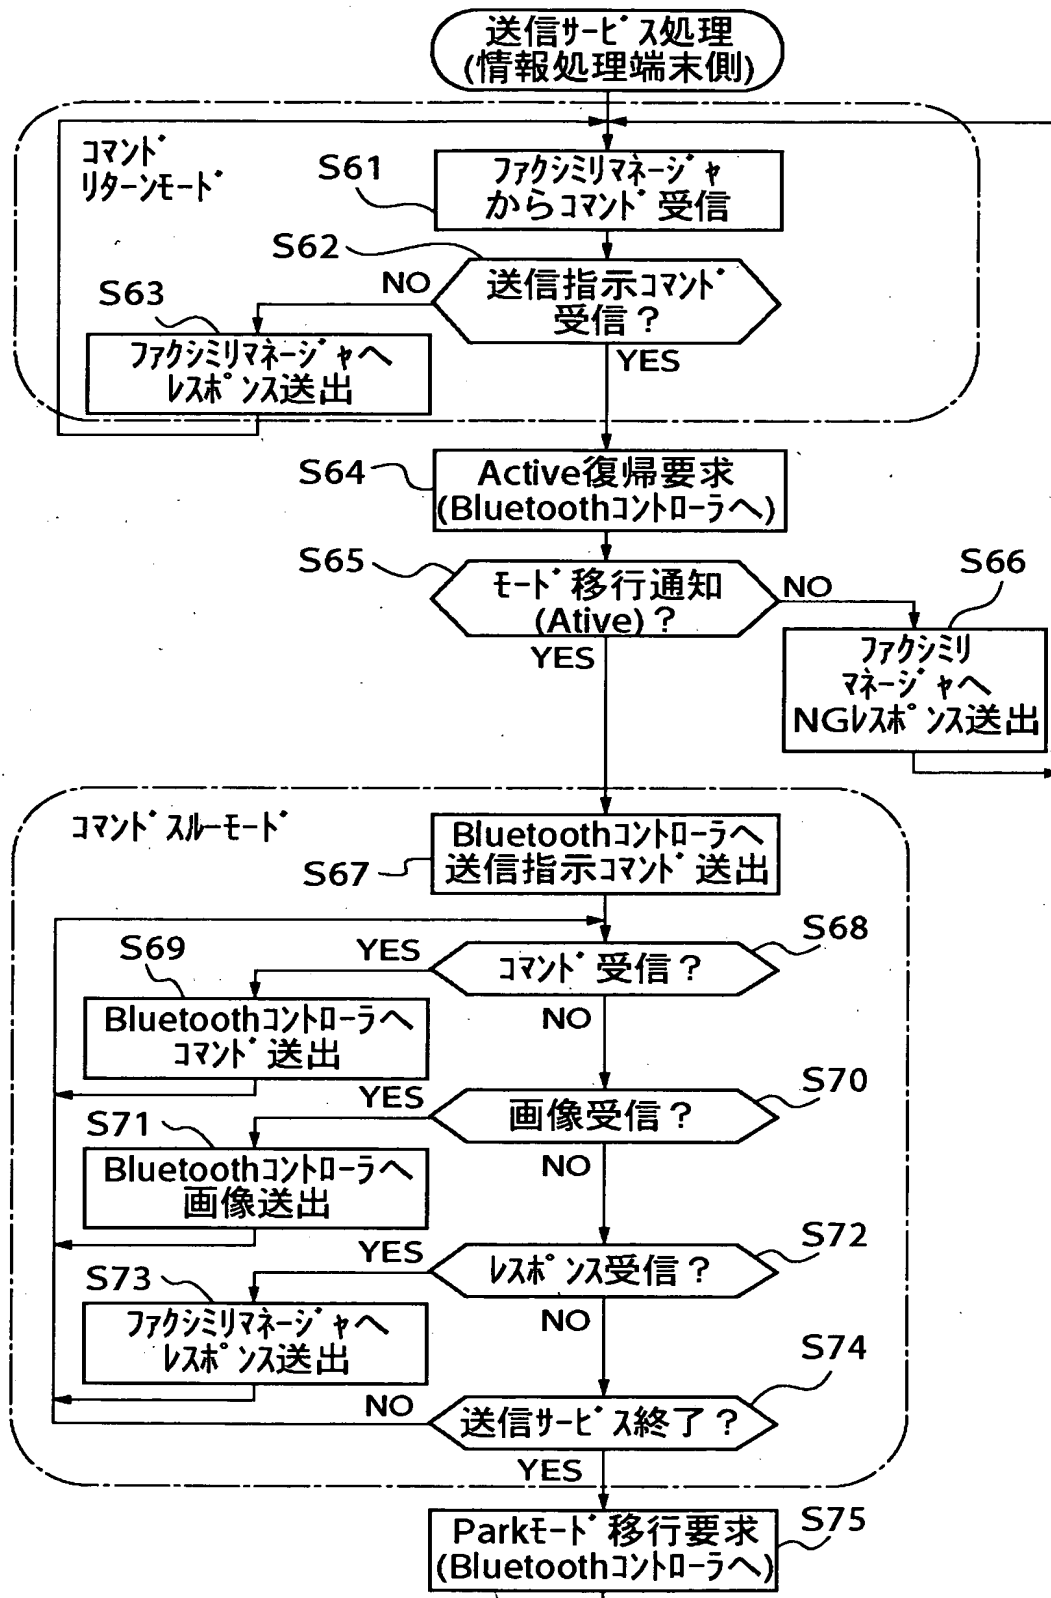 送信サービス処理
(情報処理端末側)
コマンド
リターンモード
S61
ファクシミリマネージャ
からコマンド受信
S62
送信指示コマンド
受信？
NO
YES
S63
ファクシミリマネージャへ
レスポンス送出
S64
Active復帰要求
(Bluetoothコントローラへ)
S65
モード移行通知
(Ative)？
NO
YES
S66
ファクシミリ
マネージャへ
NGレスポンス送出
コマンドスルーモード
S67
Bluetoothコントローラへ
送信指示コマンド送出
S68
コマンド受信？
YES
NO
S69
Bluetoothコントローラへ
コマンド送出
S70
画像受信？
YES
NO
S71
Bluetoothコントローラへ
画像送出
S72
レスポンス受信？
YES
NO
S73
ファクシミリマネージャへ
レスポンス送出
S74
送信サービス終了？
NO
YES
S75
Parkモード移行要求
(Bluetoothコントローラへ)